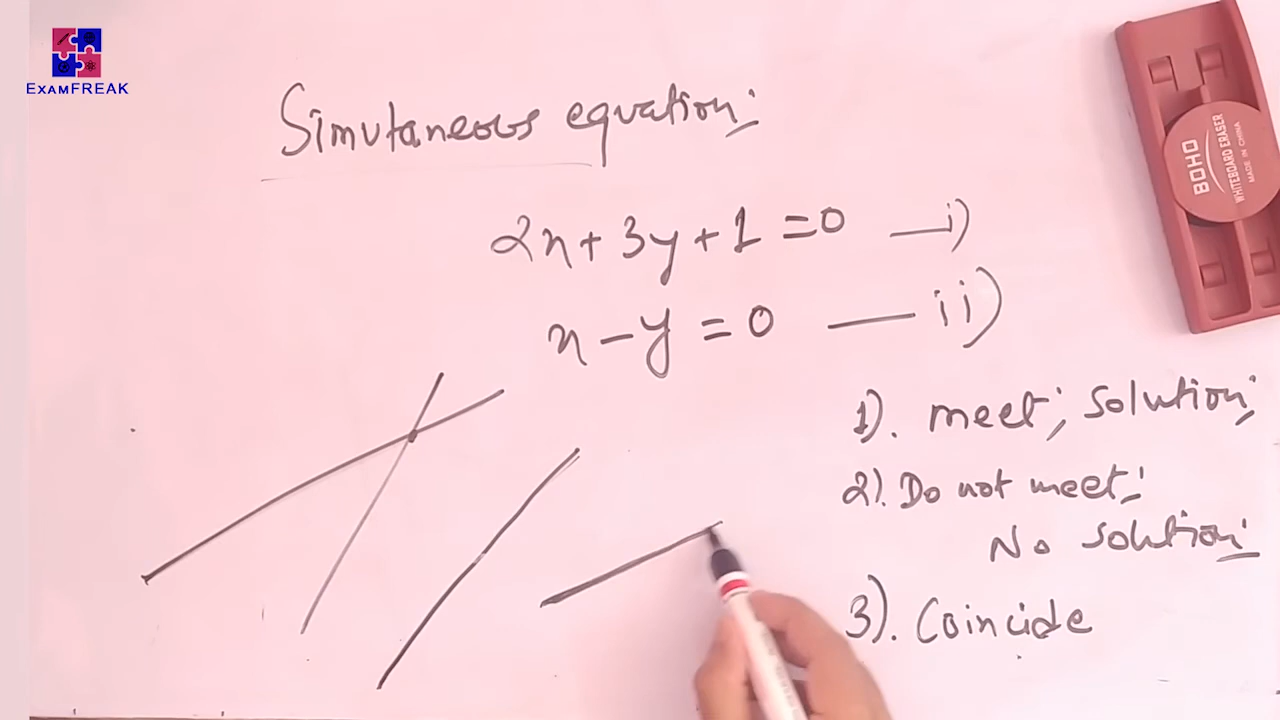 ExamFREAK
Simutaneous equation:
2x + 3y + 1 = 0 — i)
x - y = 0 — ii)
1). meet; solution;
2). Do not meet:
No solution:
3). Coincide
BOHO
WHITEBOARD ERASER
MADE IN CHINA